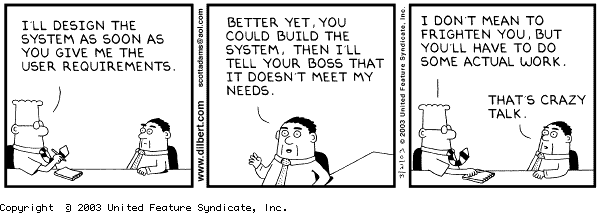 I'LL DESIGN THE
SYSTEM AS SOON AS
YOU GIVE ME THE
USER REQUIREMENTS.
www.dilbert.com
scottadams@aol.com
BETTER YET, YOU
COULD BUILD THE
SYSTEM, THEN I'LL
TELL YOUR BOSS THAT
IT DOESN'T MEET MY
NEEDS.
© 2003 United Feature Syndicate, Inc.
I DON'T MEAN TO
FRIGHTEN YOU, BUT
YOU'LL HAVE TO DO
SOME ACTUAL WORK.
THAT'S CRAZY
TALK.
Copyright © 2003 United Feature Syndicate, Inc.